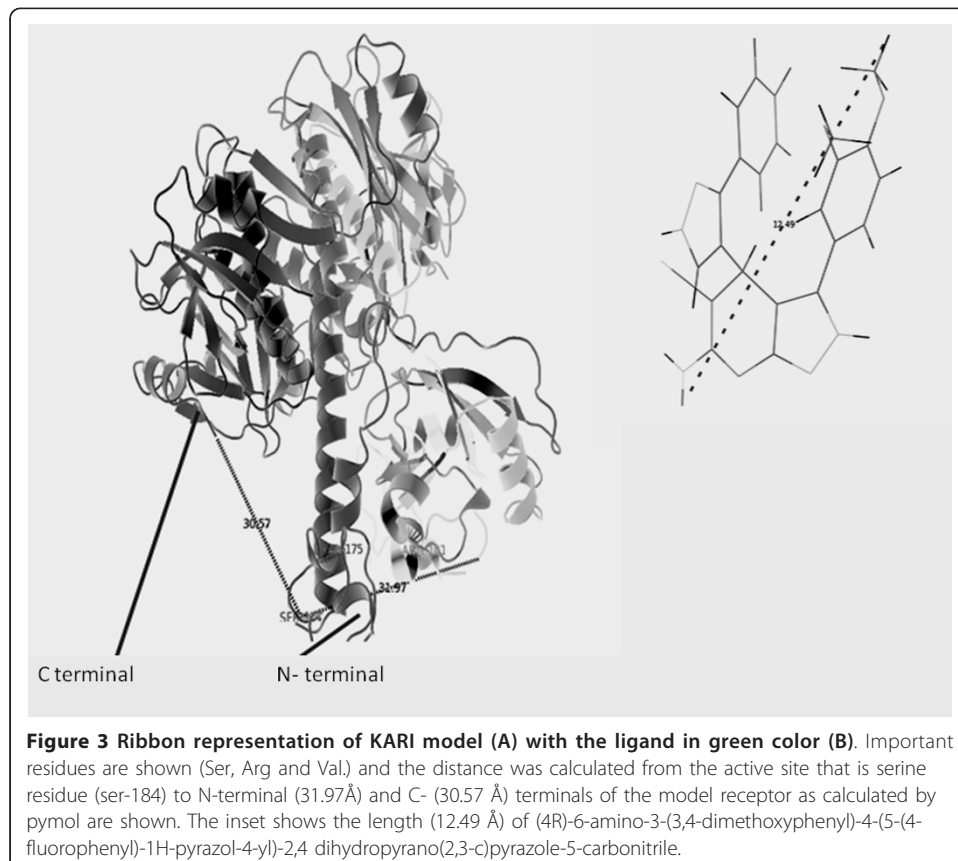 12.49
30.57
175
31.97
C terminal
N- terminal
Figure 3 Ribbon representation of KARI model (A) with the ligand in green color (B). Important
residues are shown (Ser, Arg and Val.) and the distance was calculated from the active site that is serine
residue (ser-184) to N-terminal (31.97Å) and C- (30.57 Å) terminals of the model receptor as calculated by
pymol are shown. The inset shows the length (12.49 Å) of (4R)-6-amino-3-(3,4-dimethoxyphenyl)-4-(5-(4-
fluorophenyl)-1H-pyrazol-4-yl)-2,4 dihydropyrano(2,3-c)pyrazole-5-carbonitrile.